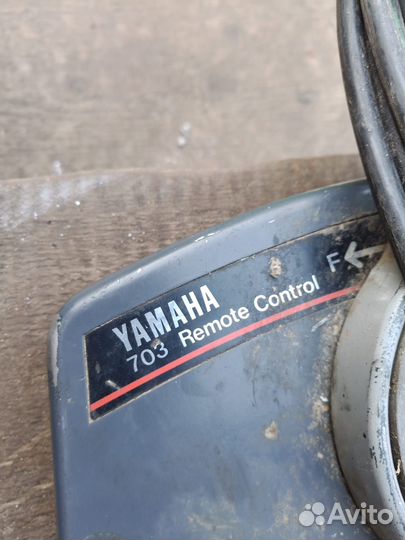 YAMAHA
703 Remote Control F
Avito